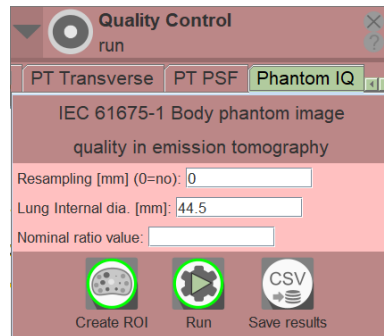 Quality Control
run
PT Transverse PT PSF Phantom IQ
IEC 61675-1 Body phantom image
quality in emission tomography
Resampling [mm] (0=no): 0
Lung Internal dia. [mm]: 44.5
Nominal ratio value:
CSV
Create ROI Run Save results